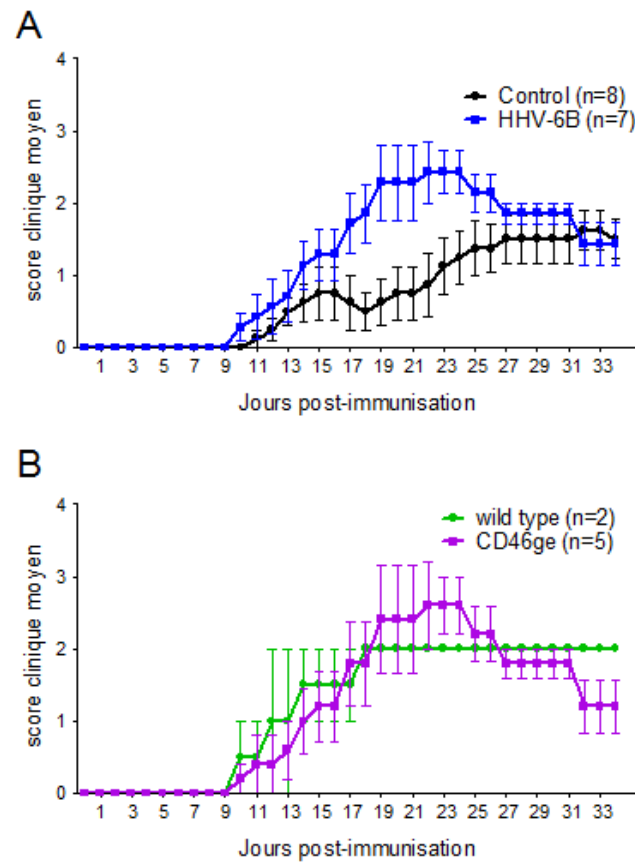 A
4
3
2
1
0
score clinique moyen
Control (n=8)
HHV-6B (n=7)
1 3 5 7 9 11 13 15 17 19 21 23 25 27 29 31 33
Jours post-immunisation
B
4
3
2
1
0
score clinique moyen
wild type (n=2)
CD46ge (n=5)
1 3 5 7 9 11 13 15 17 19 21 23 25 27 29 31 33
Jours post-immunisation